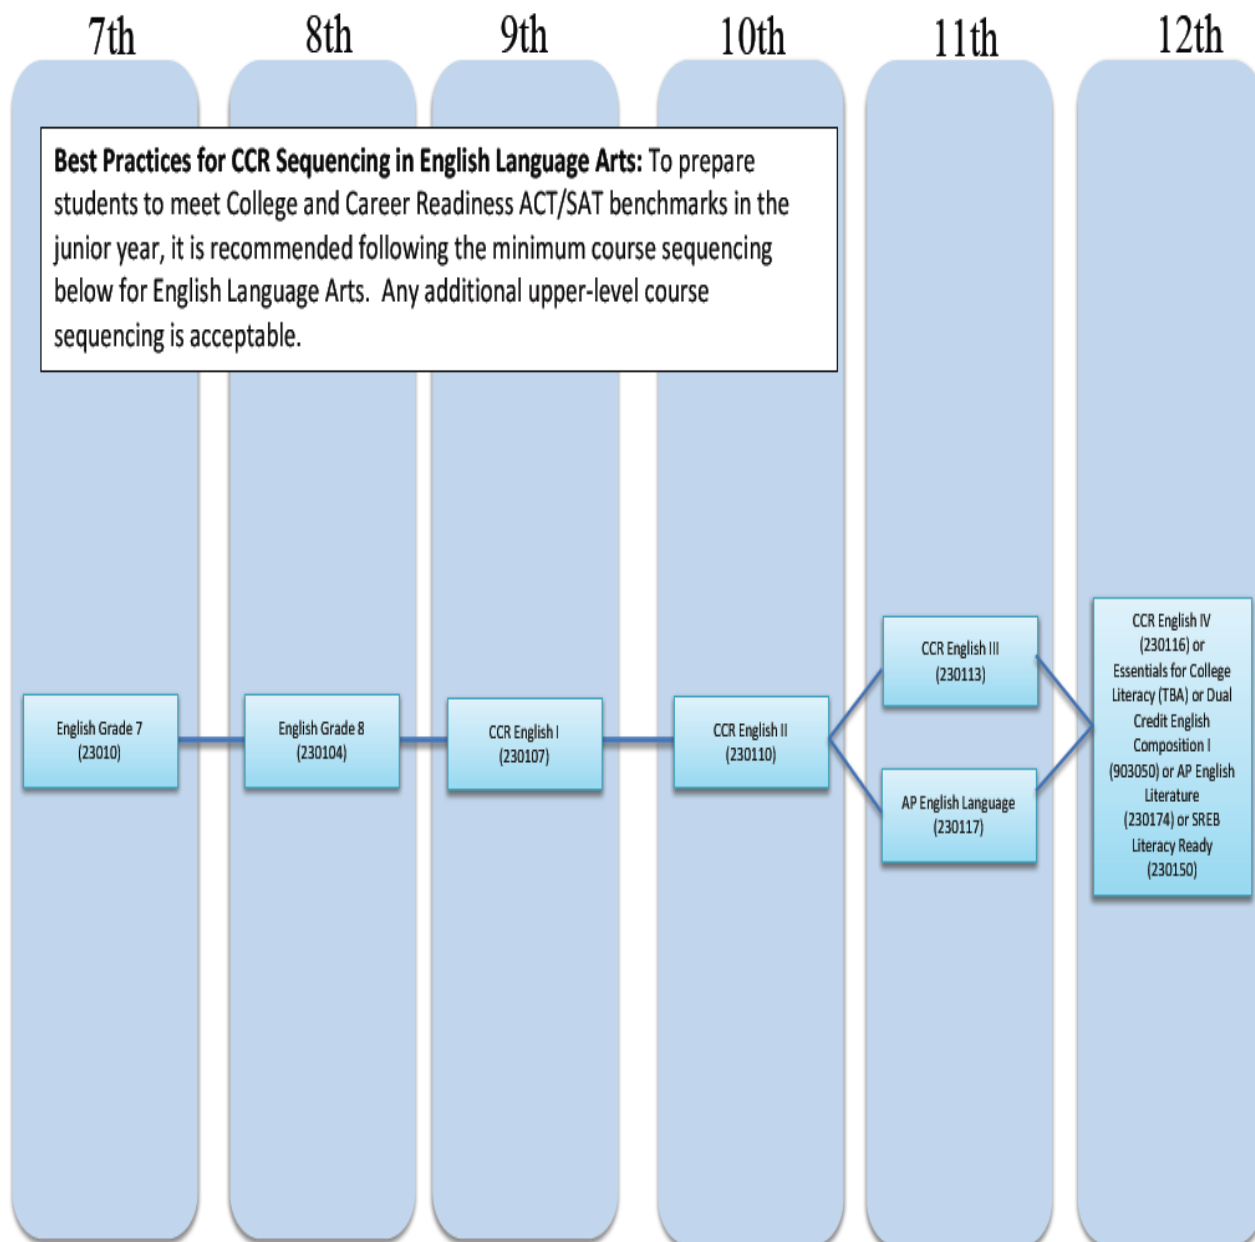 7th
8th
9th
10th
11th
12th
Best Practices for CCR Sequencing in English Language Arts: To prepare
students to meet College and Career Readiness ACT/SAT benchmarks in the
junior year, it is recommended following the minimum course sequencing
below for English Language Arts. Any additional upper-level course
sequencing is acceptable.
English Grade 7
(23010)
English Grade 8
(230104)
CCR English I
(230107)
CCR English II
(230110)
CCR English III
(230113)
AP English Language
(230117)
CCR English IV
(230116) or
Essentials for College
Literacy (TBA) or Dual
Credit English
Composition I
(903050) or AP English
Literature
(230174) or SREB
Literacy Ready
(230150)